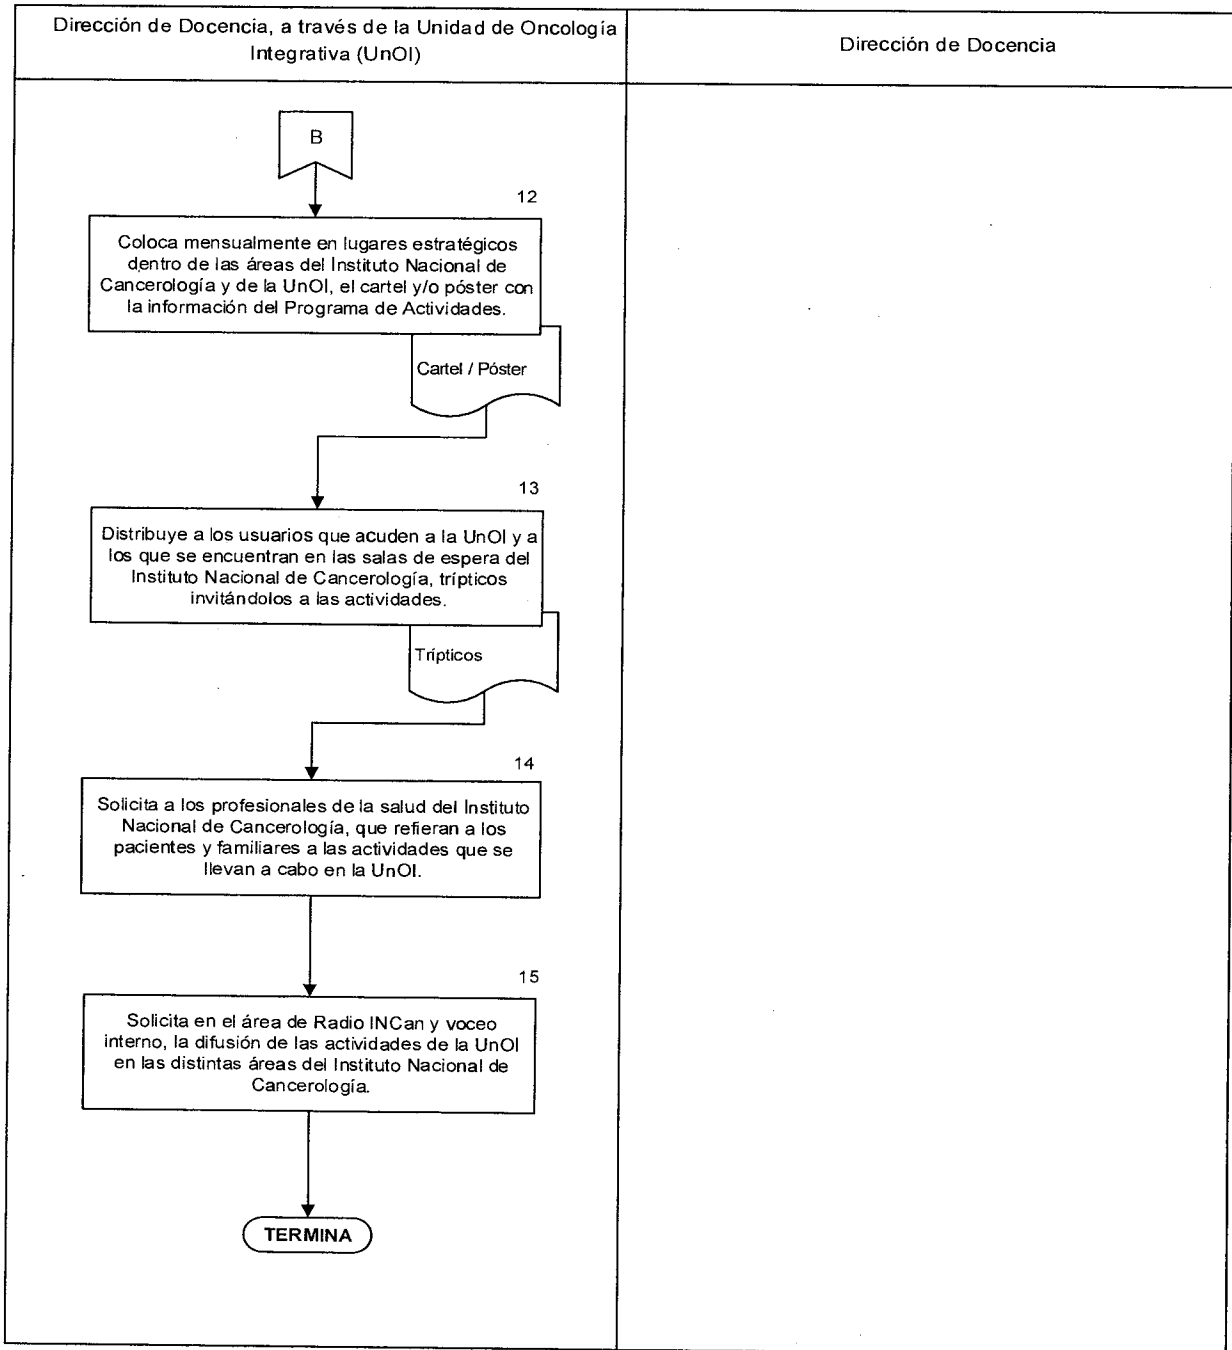 Dirección de Docencia, a través de la Unidad de Oncología
Integrativa (UnOI)
Dirección de Docencia
B
12
Coloca mensualmente en lugares estratégicos
dentro de las áreas del Instituto Nacional de
Cancerología y de la UnOI, el cartel y/o póster con
la información del Programa de Actividades.
Cartel / Póster
13
Distribuye a los usuarios que acuden a la UnOI y a
los que se encuentran en las salas de espera del
Instituto Nacional de Cancerología, trípticos
invitándolos a las actividades.
Trípticos
14
Solicita a los profesionales de la salud del Instituto
Nacional de Cancerología, que refieran a los
pacientes y familiares a las actividades que se
llevan a cabo en la UnOI.
15
Solicita en el área de Radio INCan y voceo
interno, la difusión de las actividades de la UnOI
en las distintas áreas del Instituto Nacional de
Cancerología.
TERMINA